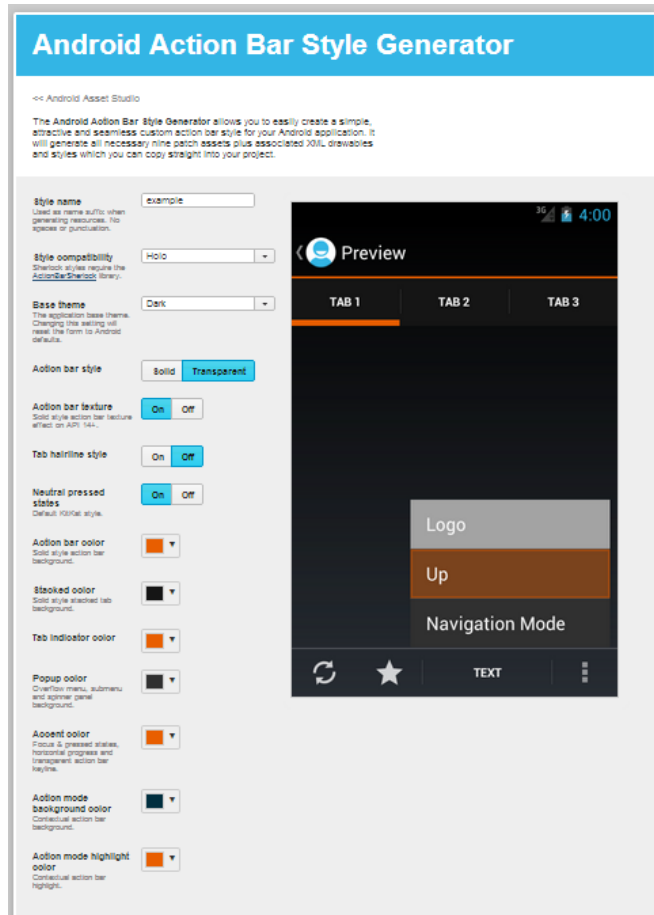 Android Action Bar Style Generator
<< Android Asset Studio
The Android Action Bar Style Generator allows you to easily create a simple,
attractive and seamless custom action bar style for your Android application. It
will generate all necessary nine patch assets plus associated XML drawables
and styles which you can copy straight into your project.
Style name
Used as name suffix when
generating resources. No
spaces or punctuation.
example
Style compatibility
Sherlock styles require the
ActionBarSherlock library.
Holo
Base theme
The application base theme.
Changing this setting will
reset the form to Android
defaults.
Dark
Action bar style
Solid Transparent
Action bar texture
Solid style action bar texture
effect on API 14+.
On Off
Tab hairline style
On Off
Neutral pressed
states
Default KitKat style.
On Off
Action bar color
Solid style action bar
background.
Stacked color
Solid style stacked tab
background.
Tab indicator color
Popup color
Overflow menu, submenu
and spinner panel
background.
Accent color
Focus & pressed states,
horizontal progress and
transparent action bar
keyline.
Action mode
background color
Contextual action bar
background.
Action mode highlight
color
Contextual action bar
highlight.
3G 4:00
Preview
TAB 1 TAB 2 TAB 3
Logo
Up
Navigation Mode
TEXT